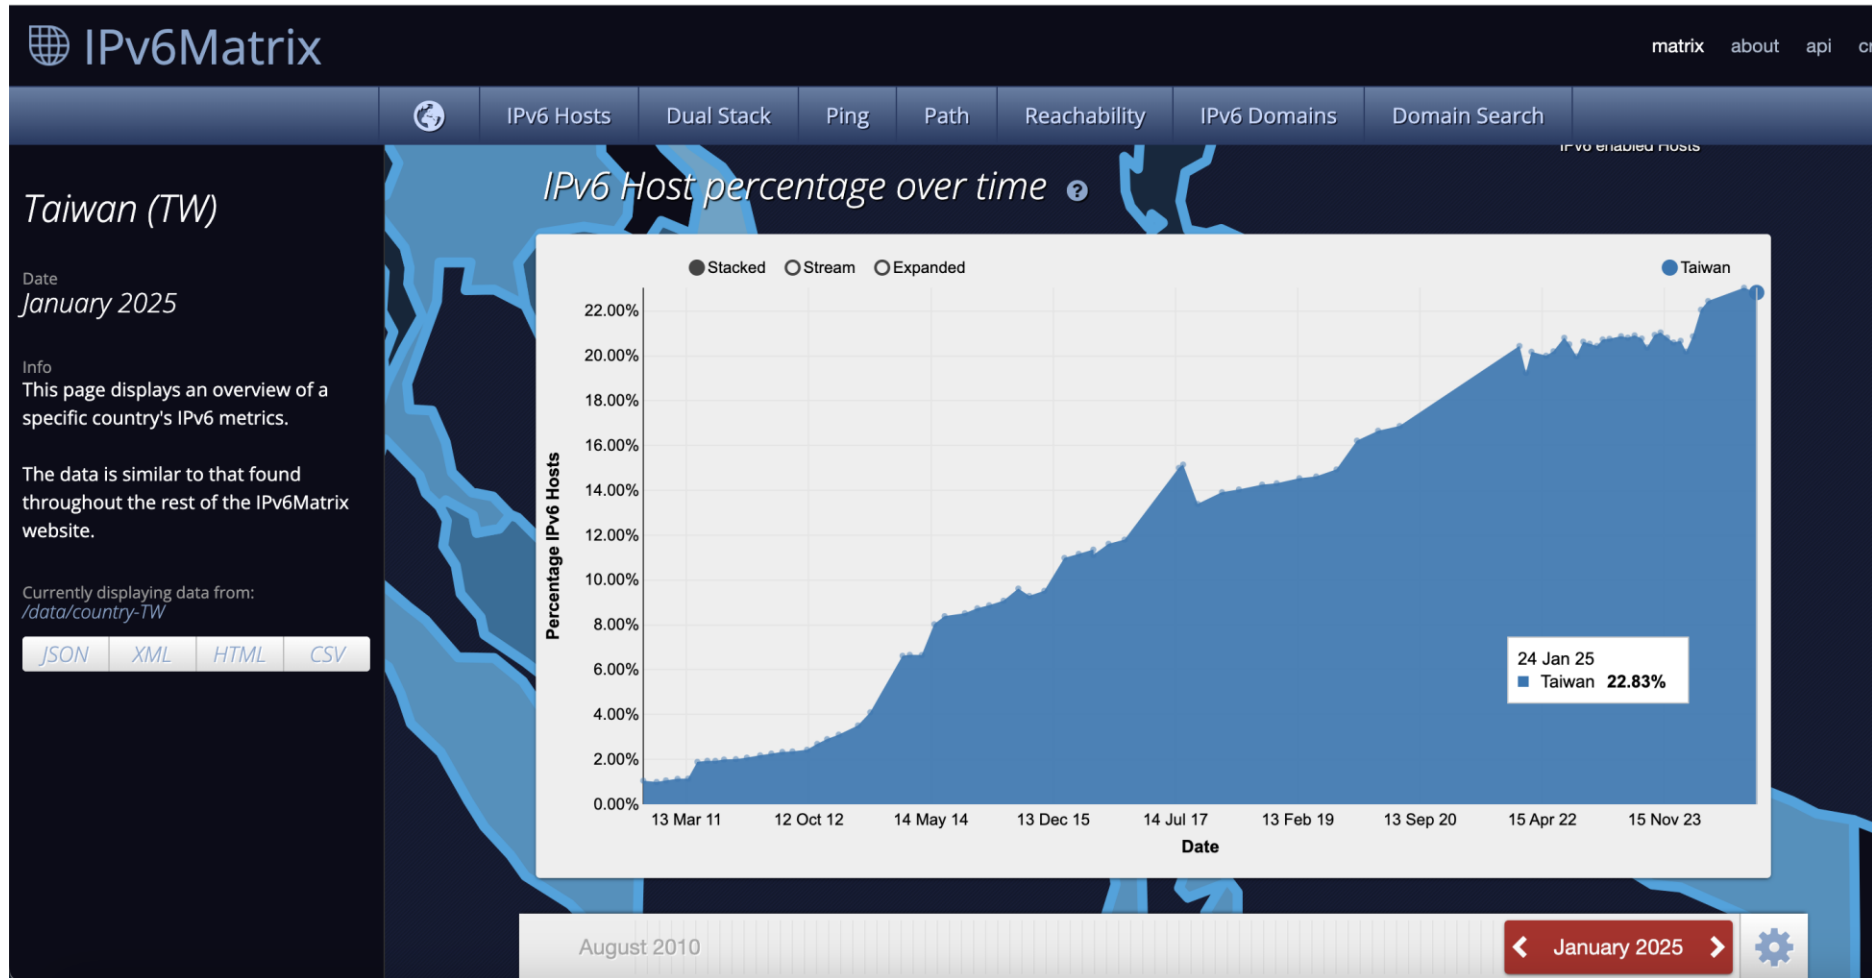 IPv6Matrix
matrix about api
IPv6 Hosts Dual Stack Ping Path Reachability IPv6 Domains Domain Search
IPv6 enabled Hosts
Taiwan (TW)
Date
January 2025
Info
This page displays an overview of a
specific country's IPv6 metrics.
The data is similar to that found
throughout the rest of the IPv6Matrix
website.
Currently displaying data from:
/data/country-TW
JSON XML HTML CSV
IPv6 Host percentage over time ?
Stacked Stream Expanded Taiwan
22.00%
20.00%
18.00%
16.00%
14.00%
12.00%
10.00%
8.00%
6.00%
4.00%
2.00%
0.00%
Percentage IPv6 Hosts
24 Jan 25
Taiwan 22.83%
13 Mar 11 12 Oct 12 14 May 14 13 Dec 15 14 Jul 17 13 Feb 19 13 Sep 20 15 Apr 22 15 Nov 23
Date
August 2010 January 2025